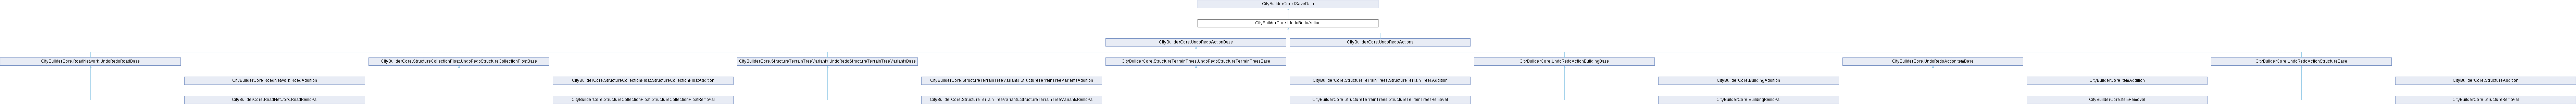 CityBuilderCore.ISaveData
CityBuilderCore.IUndoRedoAction
CityBuilderCore.UndoRedoActionBase
CityBuilderCore.UndoRedoActions
CityBuilderCore.RoadNetwork.UndoRedoRoadBase
CityBuilderCore.StructureCollectionFloat.UndoRedoStructureCollectionFloatBase
CityBuilderCore.StructureTerrainTreeVariants.UndoRedoStructureTerrainTreeVariantsBase
CityBuilderCore.StructureTerrainTrees.UndoRedoStructureTerrainTreesBase
CityBuilderCore.UndoRedoActionBuildingBase
CityBuilderCore.UndoRedoActionItemBase
CityBuilderCore.UndoRedoActionStructureBase
CityBuilderCore.RoadNetwork.RoadAddition
CityBuilderCore.StructureCollectionFloat.StructureCollectionFloatAddition
CityBuilderCore.StructureTerrainTreeVariants.StructureTerrainTreeVariantsAddition
CityBuilderCore.StructureTerrainTrees.StructureTerrainTreesAddition
CityBuilderCore.BuildingAddition
CityBuilderCore.ItemAddition
CityBuilderCore.StructureAddition
CityBuilderCore.RoadNetwork.RoadRemoval
CityBuilderCore.StructureCollectionFloat.StructureCollectionFloatRemoval
CityBuilderCore.StructureTerrainTreeVariants.StructureTerrainTreeVariantsRemoval
CityBuilderCore.StructureTerrainTrees.StructureTerrainTreesRemoval
CityBuilderCore.BuildingRemoval
CityBuilderCore.ItemRemoval
CityBuilderCore.StructureRemoval